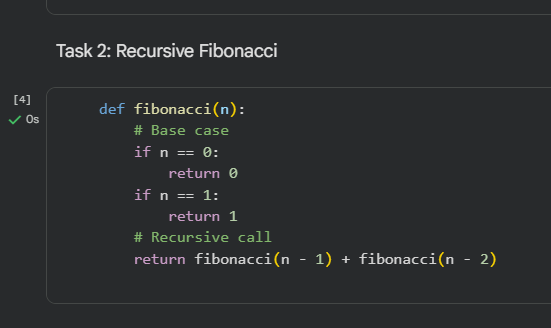 Task 2: Recursive Fibonacci
[4]
0s
def fibonacci(n):
# Base case
if n == 0:
return 0
if n == 1:
return 1
# Recursive call
return fibonacci(n - 1) + fibonacci(n - 2)